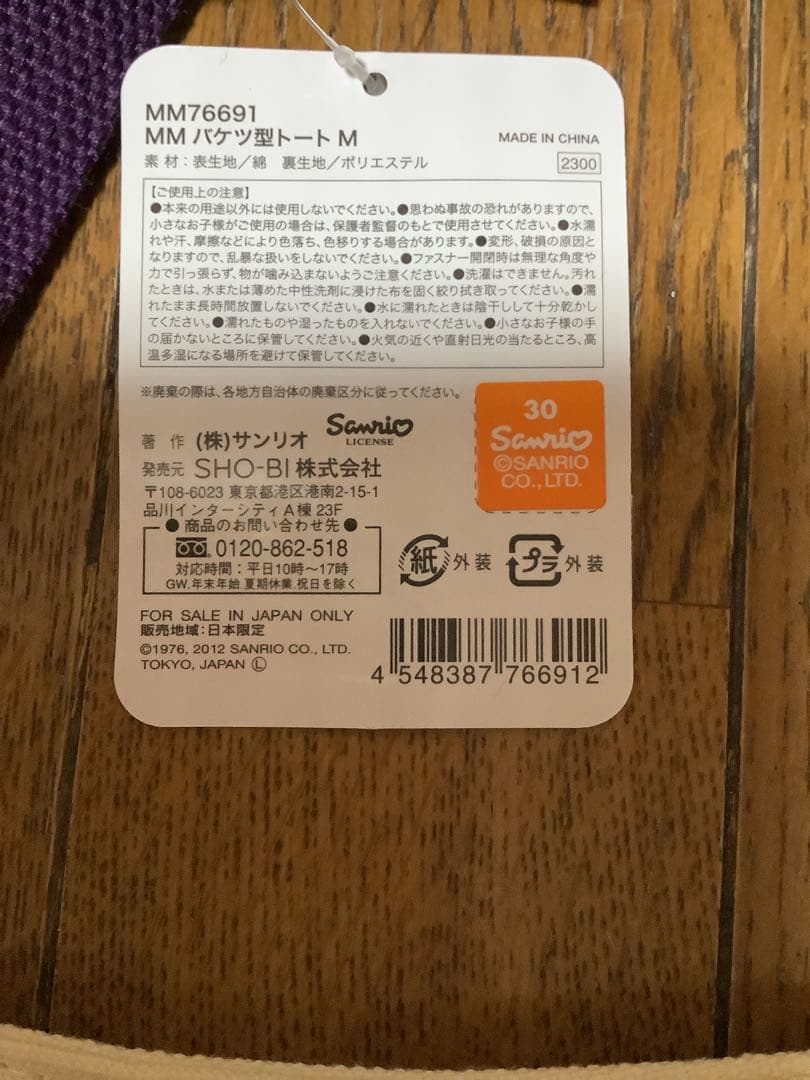 MM76691
MM バケツ型トート M
MADE IN CHINA
素 材：表生地／綿 裏生地／ポリエステル
2300
【ご使用上の注意】
●本来の用途以外には使用しないでください。●思わぬ事故の恐れがありますので、
小さなお子様がご使用の場合は、保護者監督のもとで使用させてください。●水濡
れや汗、摩擦などにより色落ち、色移りする場合があります。●変形、破損の原因と
なりますので、乱暴な扱いをしないでください。●ファスナー開閉時は無理な角度や
力で引っ張らず、物が噛み込まないようご注意ください。●洗濯はできません。汚れ
たときは、水または薄めた中性洗剤に浸けた布を固く絞り拭き取ってください。●濡
れたまま長時間放置しないでください。●水に濡れたときは陰干しして十分乾かし
てください。●濡れたものや湿ったものを入れないでください。●小さなお子様の手
の届かないところに保管してください。●火気の近くや直射日光の当たるところ、高
温多湿になる場所を避けて保管してください。
※廃棄の際は、各地方自治体の廃棄区分に従ってください。
著 作 (株)サンリオ
Sanrio
LICENSE
30
Sanrio
©SANRIO
CO.,LTD.
発売元 SHO-BI株式会社
〒108-6023 東京都港区港南2-15-1
品川インターシティA棟 23F
●商品のお問い合わせ先●
0120-862-518
対応時間：平日10時〜17時
GW.年末年始.夏期休業.祝日を除く
紙 外装
プラ 外装
FOR SALE IN JAPAN ONLY
販売地域：日本限定
©1976, 2012 SANRIO CO., LTD.
TOKYO, JAPAN Ⓛ
4 548387 766912